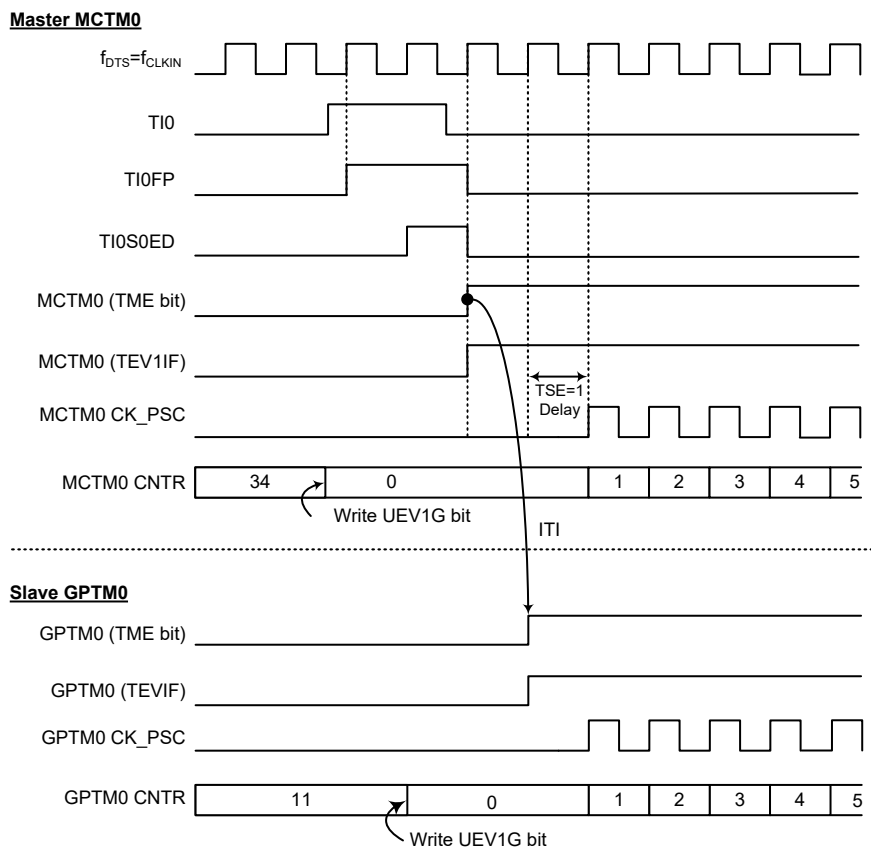 Master MCTM0
fDTS=fCLKIN
TI0
TI0FP
TI0S0ED
MCTM0 (TME bit)
MCTM0 (TEV1IF)
TSE=1
Delay
MCTM0 CK_PSC
MCTM0 CNTR 34 0 1 2 3 4 5
Write UEV1G bit
ITI
Slave GPTM0
GPTM0 (TME bit)
GPTM0 (TEVIF)
GPTM0 CK_PSC
GPTM0 CNTR 11 0 1 2 3 4 5
Write UEV1G bit